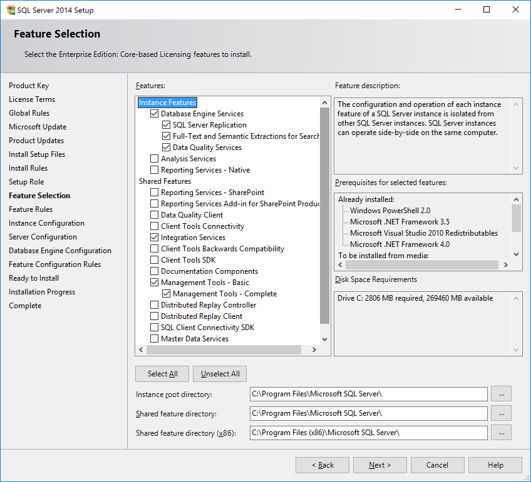 SQL Server 2014 Setup
Feature Selection
Select the Enterprise Edition: Core-based Licensing features to install.
Product Key
License Terms
Global Rules
Microsoft Update
Product Updates
Install Setup Files
Install Rules
Setup Role
Feature Selection
Feature Rules
Instance Configuration
Server Configuration
Database Engine Configuration
Feature Configuration Rules
Ready to Install
Installation Progress
Complete
Features:
Instance Features
Database Engine Services
SQL Server Replication
Full-Text and Semantic Extractions for Search
Data Quality Services
Analysis Services
Reporting Services - Native
Shared Features
Reporting Services - SharePoint
Reporting Services Add-in for SharePoint Produc
Data Quality Client
Client Tools Connectivity
Integration Services
Client Tools Backwards Compatibility
Client Tools SDK
Documentation Components
Management Tools - Basic
Management Tools - Complete
Distributed Replay Controller
Distributed Replay Client
SQL Client Connectivity SDK
Master Data Services
Feature description:
The configuration and operation of each instance
feature of a SQL Server instance is isolated from
other SQL Server instances. SQL Server instances
can operate side-by-side on the same computer.
Prerequisites for selected features:
Already installed:
Windows PowerShell 2.0
Microsoft .NET Framework 3.5
Microsoft Visual Studio 2010 Redistributables
Microsoft .NET Framework 4.0
To be installed from media:
Disk Space Requirements
Drive C: 2806 MB required, 269460 MB available
Select All
Unselect All
Instance root directory:
C:\Program Files\Microsoft SQL Server\
...
Shared feature directory:
C:\Program Files\Microsoft SQL Server\
...
Shared feature directory (x86):
C:\Program Files (x86)\Microsoft SQL Server\
...
< Back
Next >
Cancel
Help